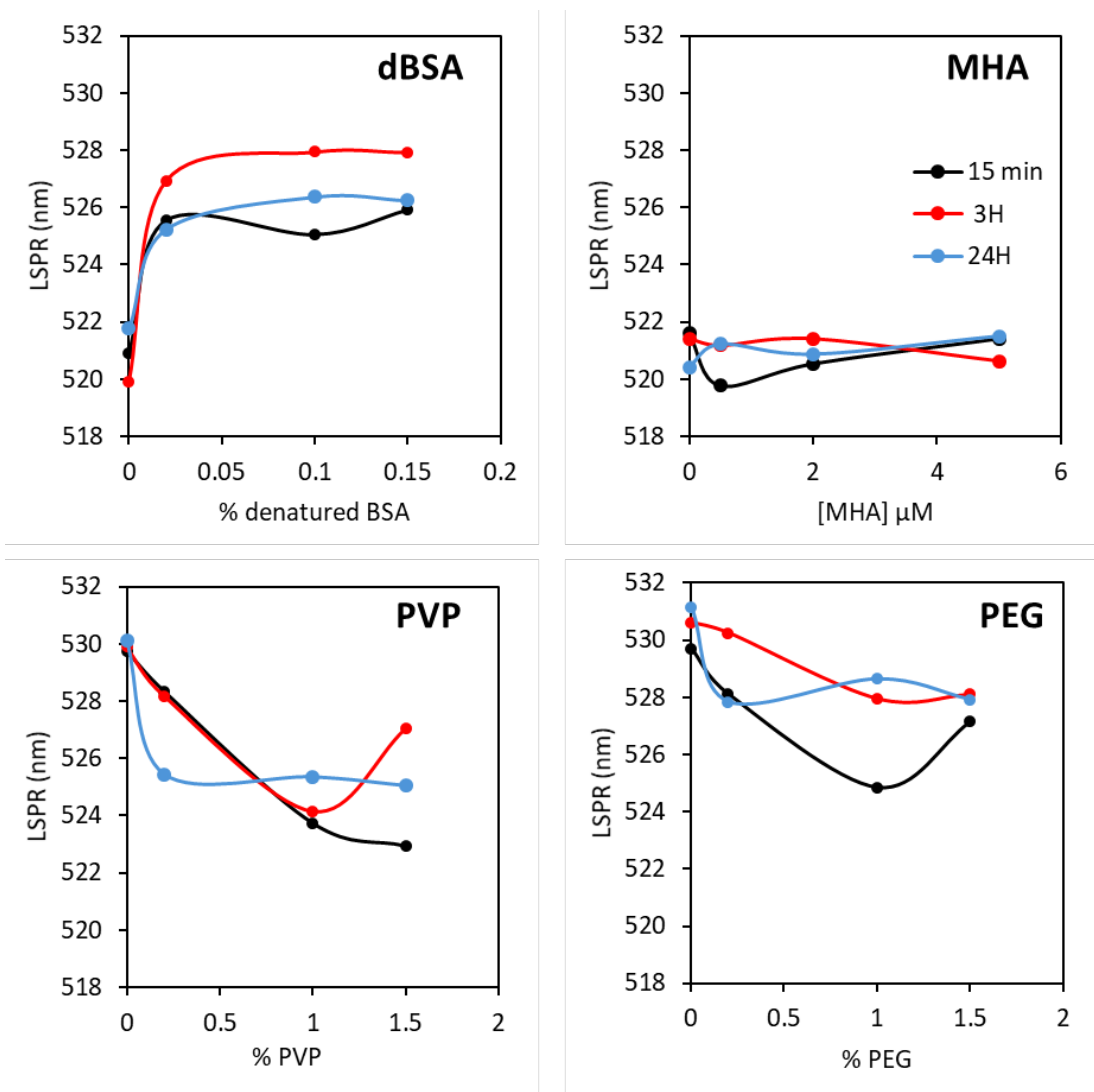 dBSA
532
530
528
526
524
522
520
518
LSPR (nm)
0 0.05 0.1 0.15 0.2
% denatured BSA
MHA
532
530
528
526
524
522
520
518
LSPR (nm)
15 min
3H
24H
0 2 4 6
[MHA] µM
PVP
532
530
528
526
524
522
520
518
LSPR (nm)
0 0.5 1 1.5 2
% PVP
PEG
532
530
528
526
524
522
520
518
LSPR (nm)
0 0.5 1 1.5 2
% PEG